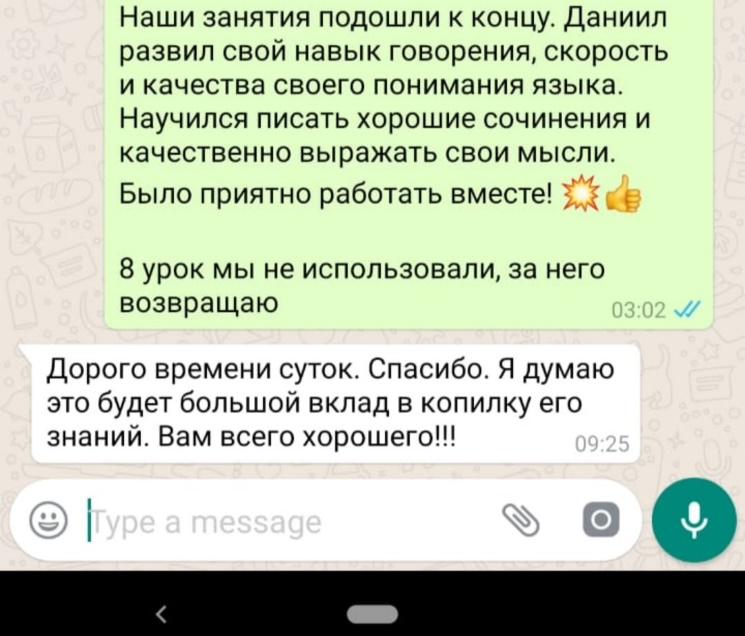 Наши занятия подошли к концу. Даниил
развил свой навык говорения, скорость
и качества своего понимания языка.
Научился писать хорошие сочинения и
качественно выражать свои мысли.
Было приятно работать вместе! 💥👍
8 урок мы не использовали, за него
возвращаю
03:02
Дорого времени суток. Спасибо. Я думаю
это будет большой вклад в копилку его
знаний. Вам всего хорошего!!!
09:25
Type a message